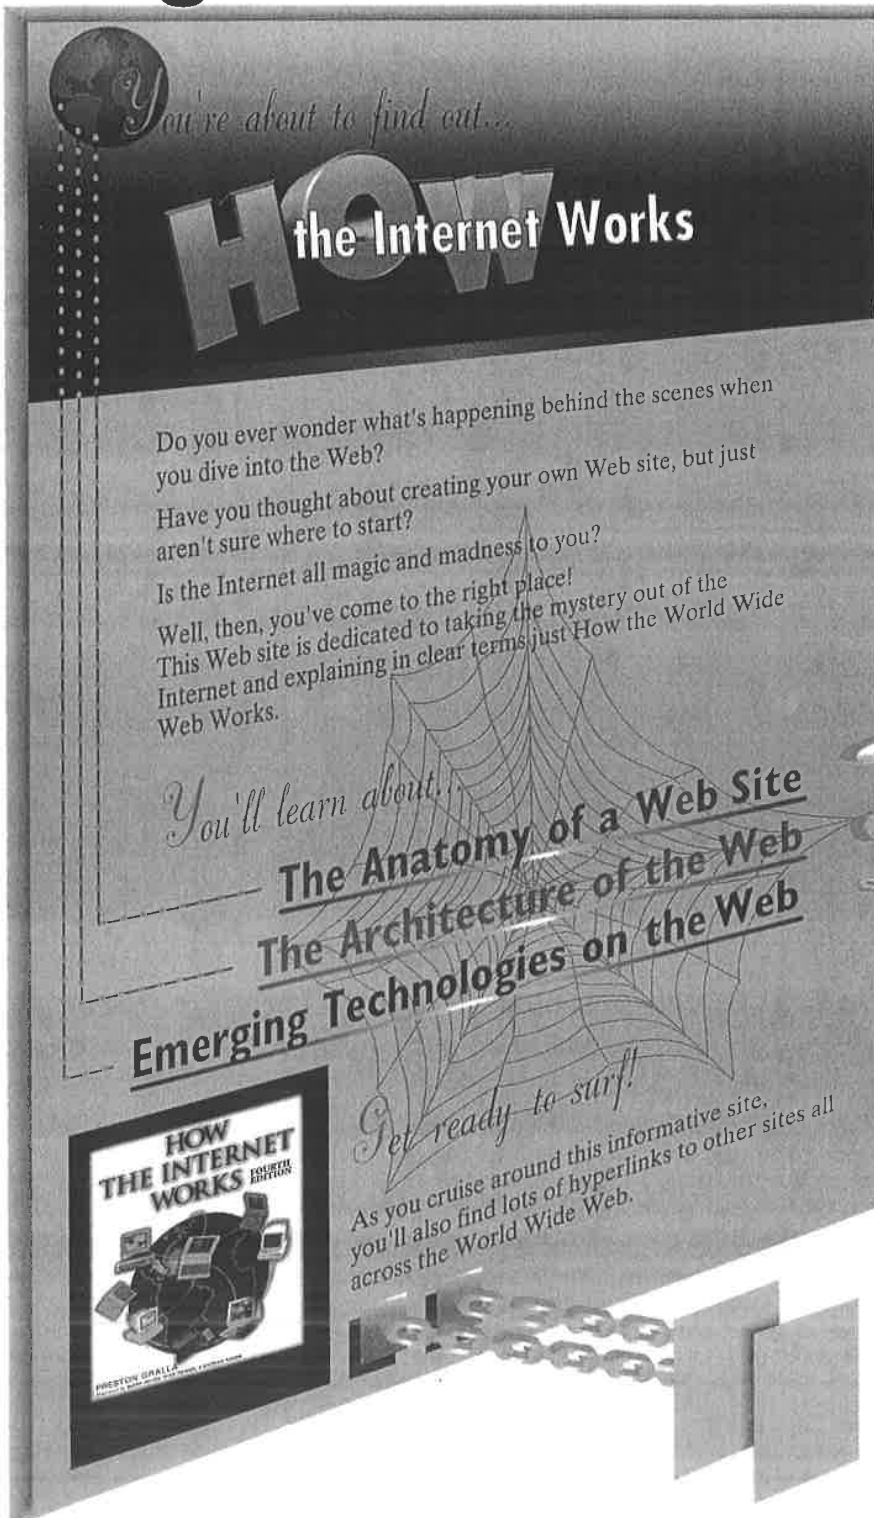 You're about to find out...
HOW
the Internet Works
Do you ever wonder what's happening behind the scenes when
you dive into the Web?
Have you thought about creating your own Web site, but just
aren't sure where to start?
Is the Internet all magic and madness to you?
Well, then, you've come to the right place!
This Web site is dedicated to taking the mystery out of the
Internet and explaining in clear terms just How the World Wide
Web Works.
You'll learn about...
The Anatomy of a Web Site
The Architecture of the Web
Emerging Technologies on the Web
Get ready to surf!
As you cruise around this informative site,
you'll also find lots of hyperlinks to other sites all
across the World Wide Web.
HOW
THE INTERNET
WORKS FOURTH
EDITION
PRESTON GRALLA